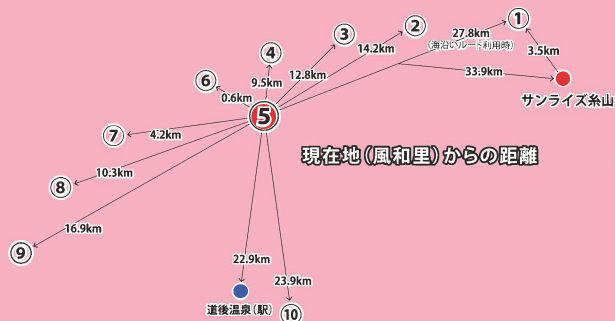 1
27.8km
(海沿いルート利用時)
3.5km
2
14.2km
3
12.8km
4
9.5km
33.9km
サンライズ糸山
6
0.6km
5
7
4.2km
現在地(風和里)からの距離
8
10.3km
16.9km
9
22.9km
23.9km
道後温泉(駅)
10